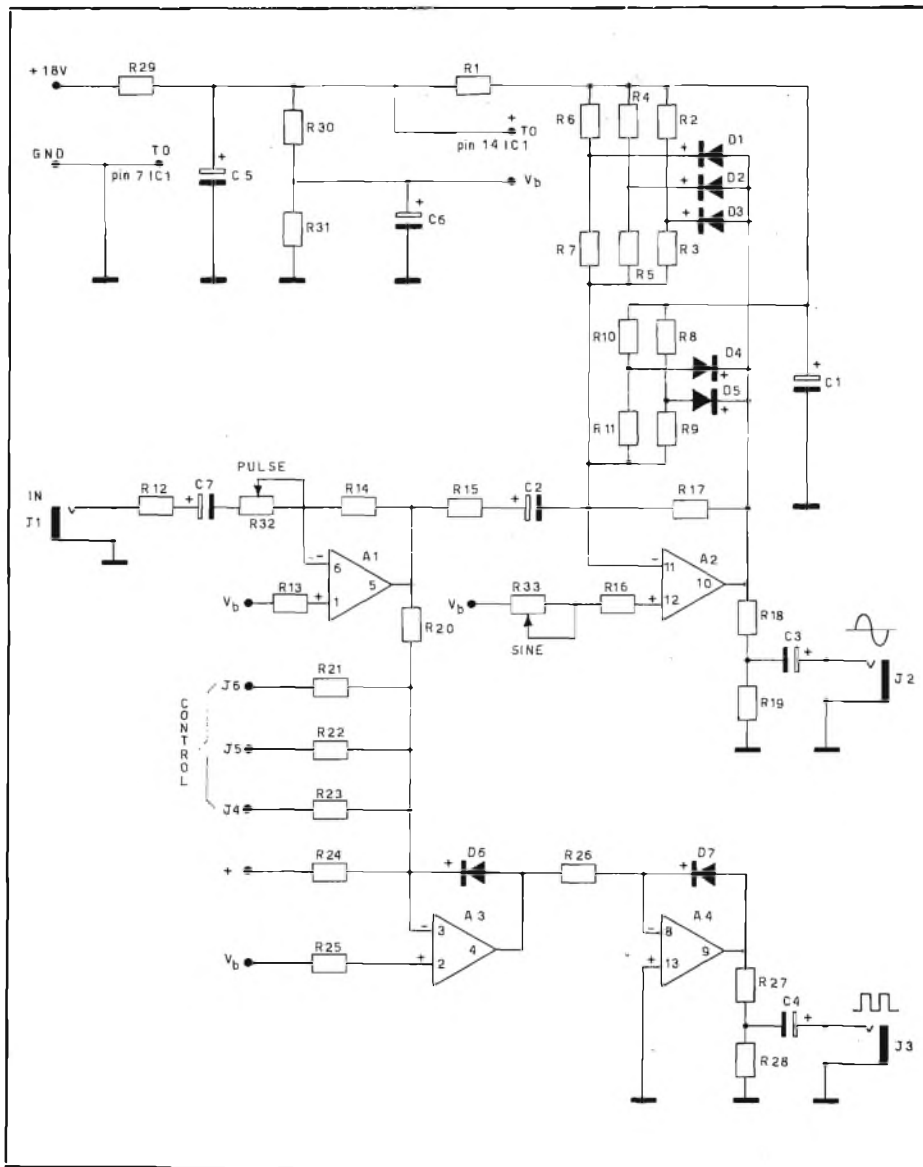 +18V
R29
R1
R4
R6
R2
R30
+
TO
pin 14 IC1
D1
GND
TO
pin 7 IC1
+
C5
+
Vb
D2
R31
+
C6
+
D3
R7
R5
R3
R10
R8
D4
+
D5
+
R11
R9
+
C1
IN
J1
R12
C7
+
PULSE
R32
R14
R15
C2
+
R17
A1
-
6
5
+
1
Vb
R13
A2
-
11
10
+
12
Vb
R33
R16
SINE
R20
R18
C3
+
J2
R19
CONTROL
J6
R21
J5
R22
J4
R23
+
R24
D6
+
R26
D7
+
A3
-
3
4
+
2
Vb
R25
A4
-
8
9
+
13
R27
C4
+
J3
R28